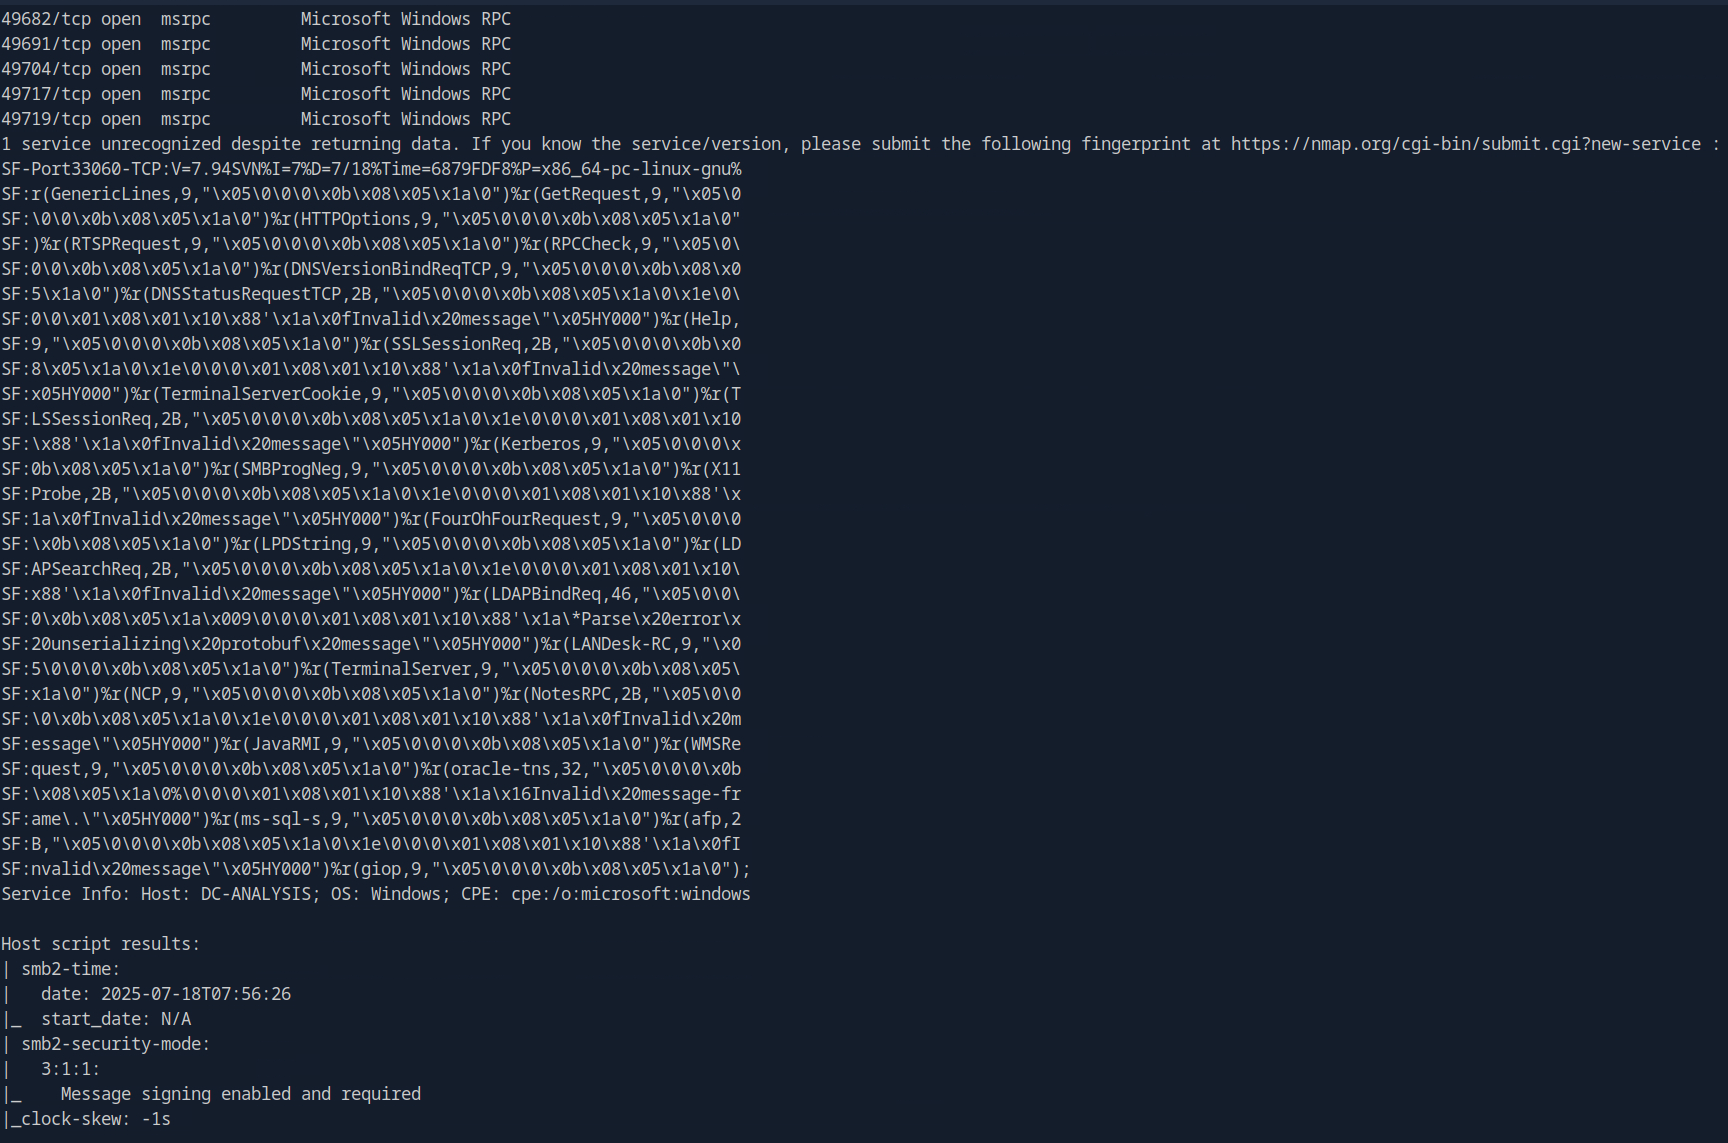 49682/tcp open  msrpc         Microsoft Windows RPC
49691/tcp open  msrpc         Microsoft Windows RPC
49704/tcp open  msrpc         Microsoft Windows RPC
49717/tcp open  msrpc         Microsoft Windows RPC
49719/tcp open  msrpc         Microsoft Windows RPC
1 service unrecognized despite returning data. If you know the service/version, please submit the following fingerprint at https://nmap.org/cgi-bin/submit.cgi?new-service :
SF-Port33060-TCP:V=7.94SVN%I=7%D=7/18%Time=6879FDF8%P=x86_64-pc-linux-gnu%
SF:r(GenericLines,9,"\x05\0\0\0\x0b\x08\x05\x1a\0")%r(GetRequest,9,"\x05\0
SF:\0\0\x0b\x08\x05\x1a\0")%r(HTTPOptions,9,"\x05\0\0\0\x0b\x08\x05\x1a\0"
SF:)%r(RTSPRequest,9,"\x05\0\0\0\x0b\x08\x05\x1a\0")%r(RPCCheck,9,"\x05\0\
SF:0\0\x0b\x08\x05\x1a\0")%r(DNSVersionBindReqTCP,9,"\x05\0\0\0\x0b\x08\x0
SF:5\x1a\0")%r(DNSStatusRequestTCP,2B,"\x05\0\0\0\x0b\x08\x05\x1a\0\x1e\0\
SF:0\0\x01\x08\x01\x10\x88'\x1a\x0fInvalid\x20message\"\x05HY000")%r(Help,
SF:9,"\x05\0\0\0\x0b\x08\x05\x1a\0")%r(SSLSessionReq,2B,"\x05\0\0\0\x0b\x0
SF:8\x05\x1a\0\x1e\0\0\0\x01\x08\x01\x10\x88'\x1a\x0fInvalid\x20message\"\
SF:x05HY000")%r(TerminalServerCookie,9,"\x05\0\0\0\x0b\x08\x05\x1a\0")%r(T
SF:LSSessionReq,2B,"\x05\0\0\0\x0b\x08\x05\x1a\0\x1e\0\0\0\x01\x08\x01\x10
SF:\x88'\x1a\x0fInvalid\x20message\"\x05HY000")%r(Kerberos,9,"\x05\0\0\0\x
SF:0b\x08\x05\x1a\0")%r(SMBProgNeg,9,"\x05\0\0\0\x0b\x08\x05\x1a\0")%r(X11
SF:Probe,2B,"\x05\0\0\0\x0b\x08\x05\x1a\0\x1e\0\0\0\x01\x08\x01\x10\x88'\x
SF:1a\x0fInvalid\x20message\"\x05HY000")%r(FourOhFourRequest,9,"\x05\0\0\0
SF:\x0b\x08\x05\x1a\0")%r(LPDString,9,"\x05\0\0\0\x0b\x08\x05\x1a\0")%r(LD
SF:APSearchReq,2B,"\x05\0\0\0\x0b\x08\x05\x1a\0\x1e\0\0\0\x01\x08\x01\x10\
SF:x88'\x1a\x0fInvalid\x20message\"\x05HY000")%r(LDAPBindReq,46,"\x05\0\0\
SF:0\x0b\x08\x05\x1a\x009\0\0\0\x01\x08\x01\x10\x88'\x1a\*Parse\x20error\x
SF:20unserializing\x20protobuf\x20message\"\x05HY000")%r(LANDesk-RC,9,"\x0
SF:5\0\0\0\x0b\x08\x05\x1a\0")%r(TerminalServer,9,"\x05\0\0\0\x0b\x08\x05\
SF:x1a\0")%r(NCP,9,"\x05\0\0\0\x0b\x08\x05\x1a\0")%r(NotesRPC,2B,"\x05\0\0
SF:\0\x0b\x08\x05\x1a\0\x1e\0\0\0\x01\x08\x01\x10\x88'\x1a\x0fInvalid\x20m
SF:essage\"\x05HY000")%r(JavaRMI,9,"\x05\0\0\0\x0b\x08\x05\x1a\0")%r(WMSRe
SF:quest,9,"\x05\0\0\0\x0b\x08\x05\x1a\0")%r(oracle-tns,32,"\x05\0\0\0\x0b
SF:\x08\x05\x1a\0%\0\0\0\x01\x08\x01\x10\x88'\x1a\x16Invalid\x20message-fr
SF:ame\.\"\x05HY000")%r(ms-sql-s,9,"\x05\0\0\0\x0b\x08\x05\x1a\0")%r(afp,2
SF:B,"\x05\0\0\0\x0b\x08\x05\x1a\0\x1e\0\0\0\x01\x08\x01\x10\x88'\x1a\x0fI
SF:nvalid\x20message\"\x05HY000")%r(giop,9,"\x05\0\0\0\x0b\x08\x05\x1a\0");
Service Info: Host: DC-ANALYSIS; OS: Windows; CPE: cpe:/o:microsoft:windows

Host script results:
| smb2-time:
|   date: 2025-07-18T07:56:26
|_  start_date: N/A
| smb2-security-mode:
|   3:1:1:
|_    Message signing enabled and required
|_clock-skew: -1s